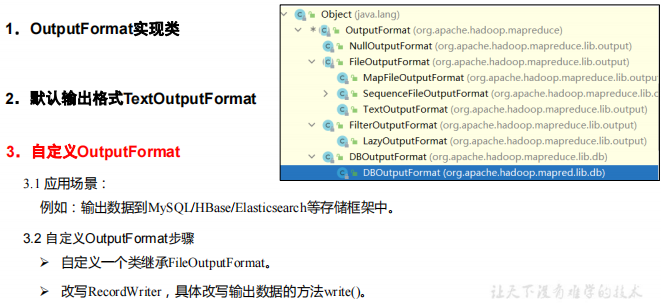 1．OutputFormat实现类
Object (java.lang)
OutputFormat (org.apache.hadoop.mapreduce)
NullOutputFormat (org.apache.hadoop.mapreduce.lib.output)
FileOutputFormat (org.apache.hadoop.mapreduce.lib.output)
MapFileOutputFormat (org.apache.hadoop.mapreduce.lib.outpu
SequenceFileOutputFormat (org.apache.hadoop.mapreduce.lib.o
TextOutputFormat (org.apache.hadoop.mapreduce.lib.output)
FilterOutputFormat (org.apache.hadoop.mapreduce.lib.output)
LazyOutputFormat (org.apache.hadoop.mapreduce.lib.output)
DBOutputFormat (org.apache.hadoop.mapreduce.lib.db)
DBOutputFormat (org.apache.hadoop.mapred.lib.db)
2．默认输出格式TextOutputFormat
3．自定义OutputFormat
3.1 应用场景：
例如：输出数据到MySQL/HBase/Elasticsearch等存储框架中。
3.2 自定义OutputFormat步骤
➢ 自定义一个类继承FileOutputFormat。
➢ 改写RecordWriter，具体改写输出数据的方法write()。
让天下没有难学的技术